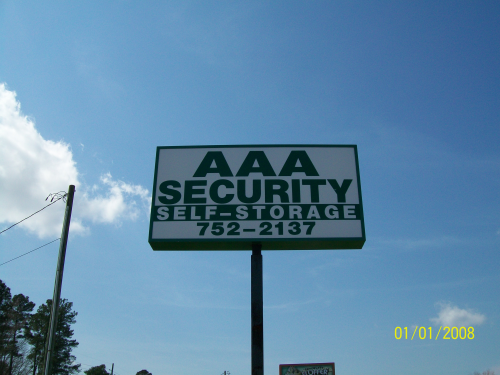 AAA
SECURITY
SELF-STORAGE
752-2137
01/01/2008